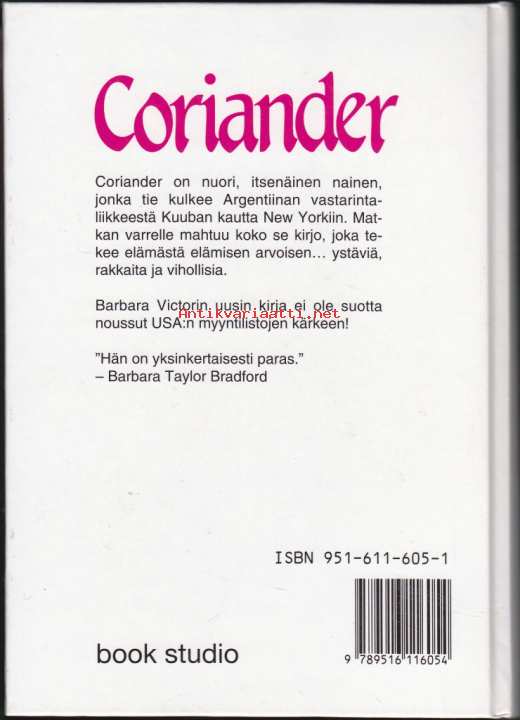 Coriander
Coriander on nuori, itsenäinen nainen,
jonka tie kulkee Argentiinan vastarinta-
liikkeestä Kuuban kautta New Yorkiin. Mat-
kan varrelle mahtuu koko se kirjo, joka te-
kee elämästä elämisen arvoisen... ystäviä,
rakkaita ja vihollisia.
Barbara Victorin uusin kirja ei ole suotta
Antikvariaatti.net
noussut USA:n myyntilistojen kärkeen!
"Hän on yksinkertaisesti paras."
– Barbara Taylor Bradford
ISBN 951-611-605-1
book studio
9 789516 116054